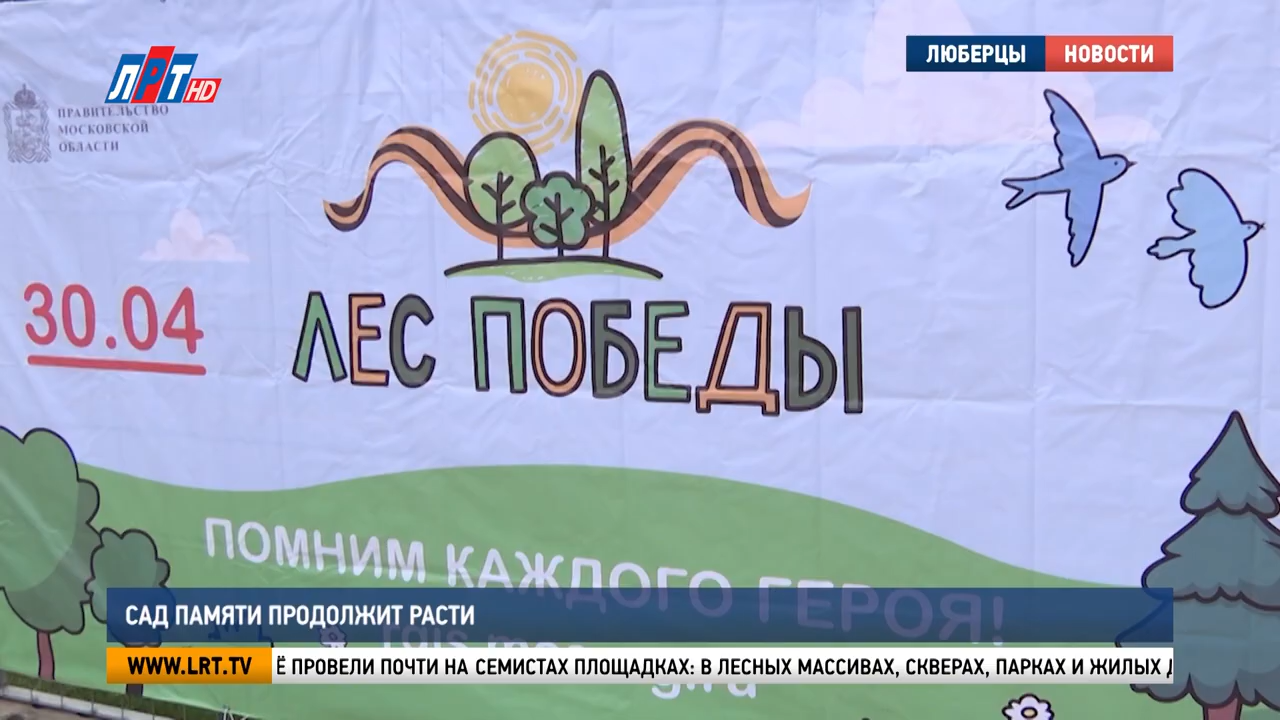 ЛРТ HD
ЛЮБЕРЦЫ НОВОСТИ
ПРАВИТЕЛЬСТВО
МОСКОВСКОЙ
ОБЛАСТИ
30.04
ЛЕС ПОБЕДЫ
ПОМНИМ КАЖДОГО ГЕРОЯ!
САД ПАМЯТИ ПРОДОЛЖИТ РАСТИ
WWW.LRT.TV Ё ПРОВЕЛИ ПОЧТИ НА СЕМИСТАХ ПЛОЩАДКАХ: В ЛЕСНЫХ МАССИВАХ, СКВЕРАХ, ПАРКАХ И ЖИЛЫХ Д